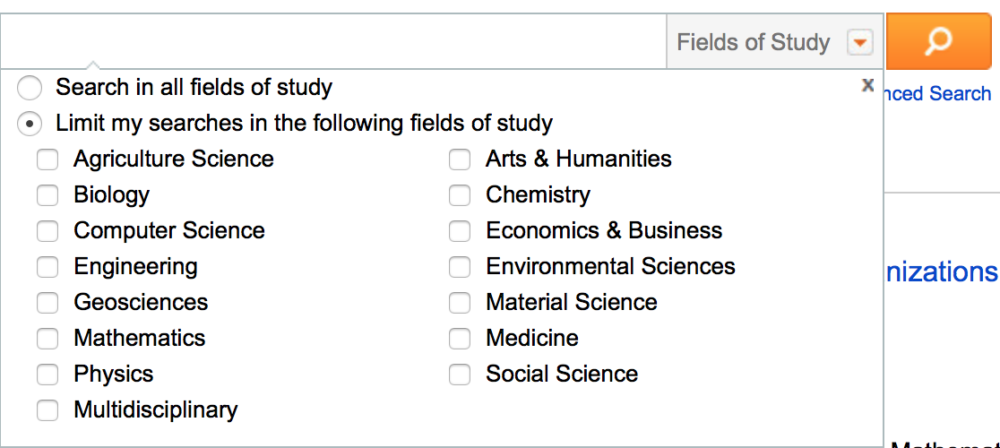 Fields of Study
Search in all fields of study
x
nced Search
Limit my searches in the following fields of study
Agriculture Science
Arts & Humanities
Biology
Chemistry
Computer Science
Economics & Business
Engineering
Environmental Sciences
nizations
Geosciences
Material Science
Mathematics
Medicine
Physics
Social Science
Multidisciplinary